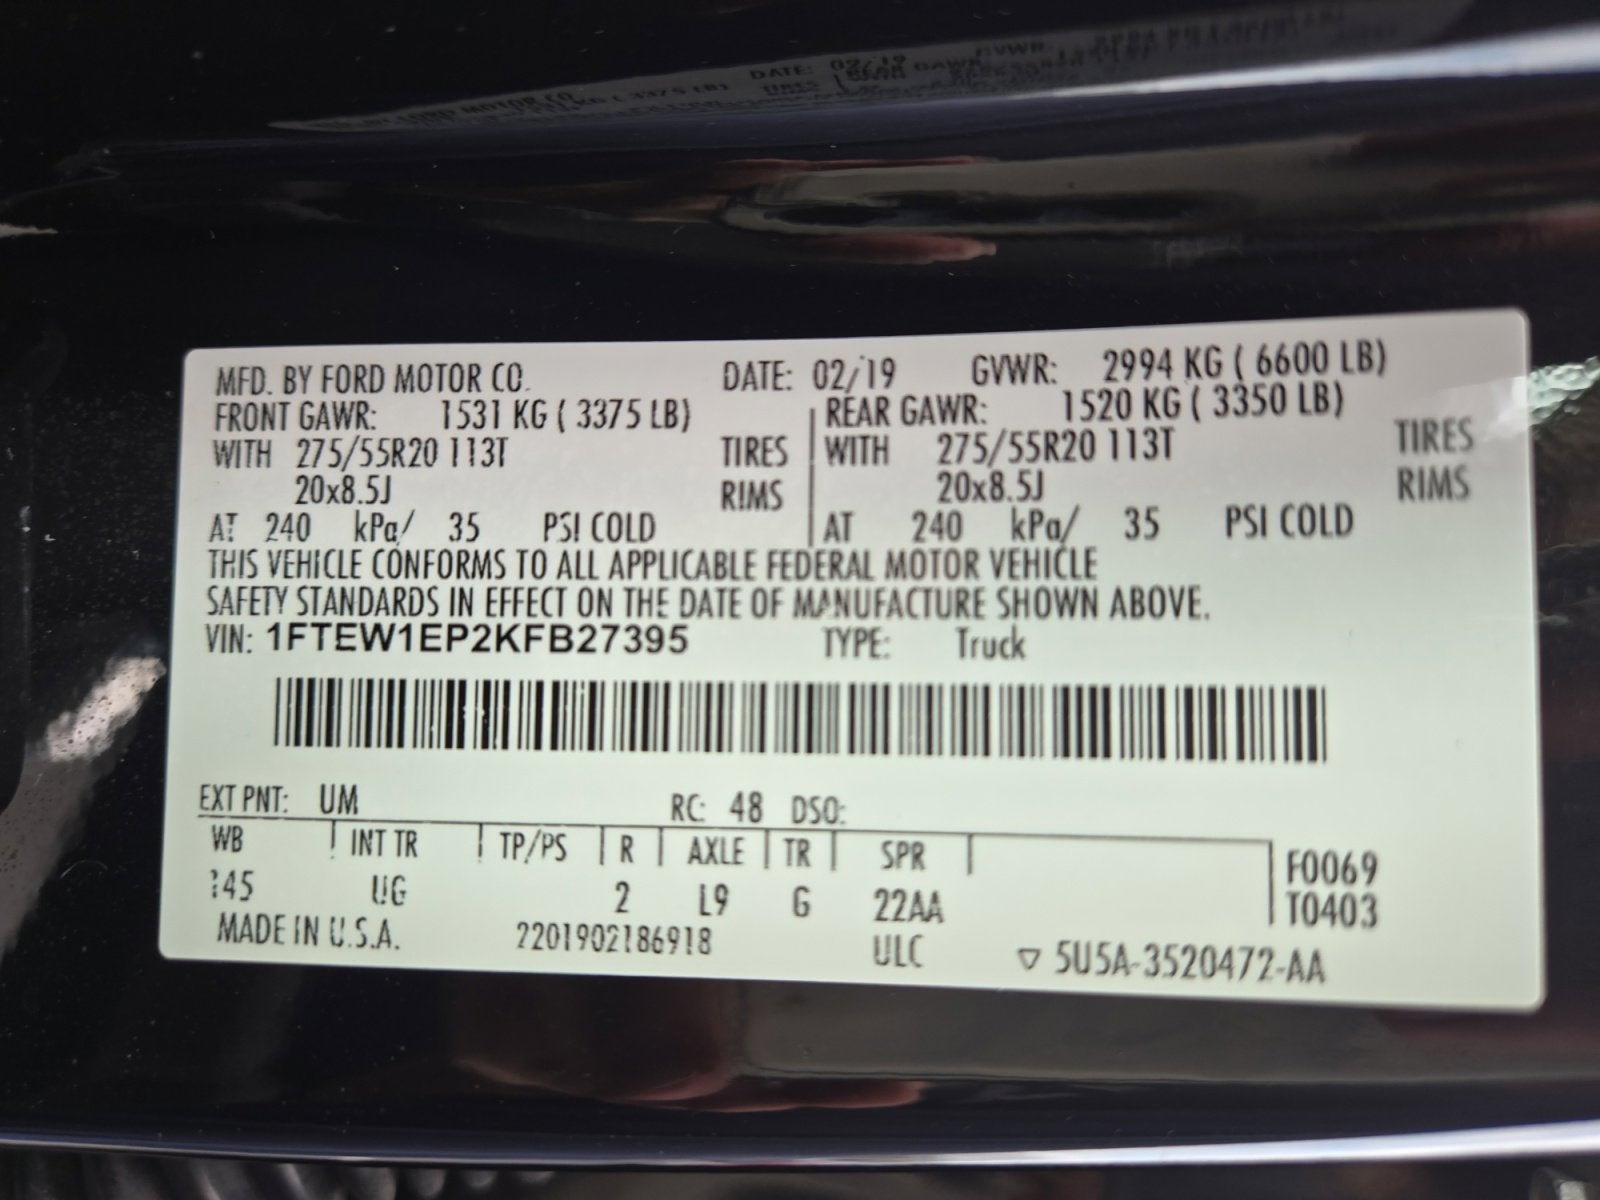 MFD. BY FORD MOTOR CO. DATE: 02/19 GVWR: 2994 KG ( 6600 LB)
FRONT GAWR: 1531 KG ( 3375 LB) REAR GAWR: 1520 KG ( 3350 LB)
WITH 275/55R20 113T TIRES WITH 275/55R20 113T TIRES
20x8.5J RIMS 20x8.5J RIMS
AT 240 kPa/ 35 PSI COLD AT 240 kPa/ 35 PSI COLD
THIS VEHICLE CONFORMS TO ALL APPLICABLE FEDERAL MOTOR VEHICLE
SAFETY STANDARDS IN EFFECT ON THE DATE OF MANUFACTURE SHOWN ABOVE.
VIN: 1FTEW1EP2KFB27395 TYPE: Truck
EXT PNT: UM RC: 48 DSO:
WB INT TR TP/PS R AXLE TR SPR F0069
145 UG 2 L9 G 22AA T0403
MADE IN U.S.A. 2201902186918 ULC ▽ 5U5A-3520472-AA